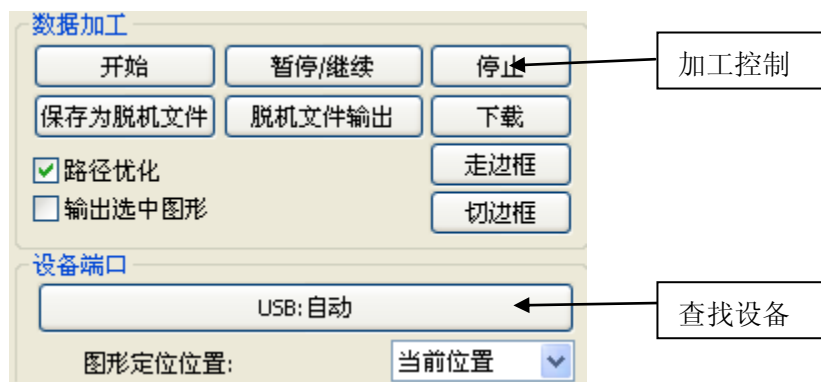 数据加工
开始 暂停/继续 停止 加工控制
保存为脱机文件 脱机文件输出 下载
路径优化 走边框
输出选中图形 切边框
设备端口
USB:自动 查找设备
图形定位位置: 当前位置